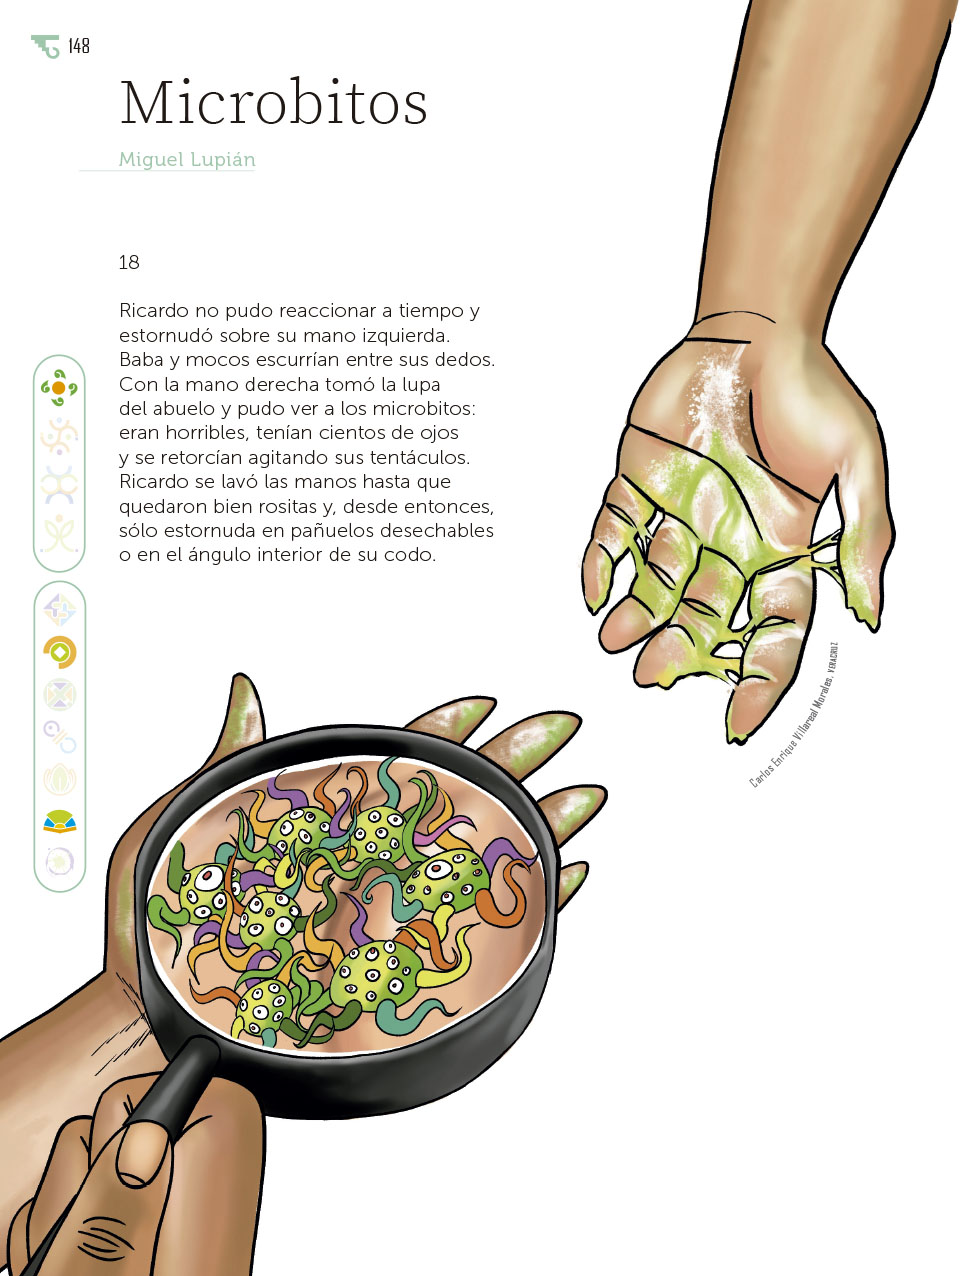 148
Microbitos
Miguel Lupián
18
Ricardo no pudo reaccionar a tiempo y
estornudó sobre su mano izquierda.
Baba y mocos escurrían entre sus dedos.
Con la mano derecha tomó la lupa
del abuelo y pudo ver a los microbitos:
eran horribles, tenían cientos de ojos
y se retorcían agitando sus tentáculos.
Ricardo se lavó las manos hasta que
quedaron bien rositas y, desde entonces,
sólo estornuda en pañuelos desechables
o en el ángulo interior de su codo.
Carlos Enrique Villareal Morales, VERACRUZ